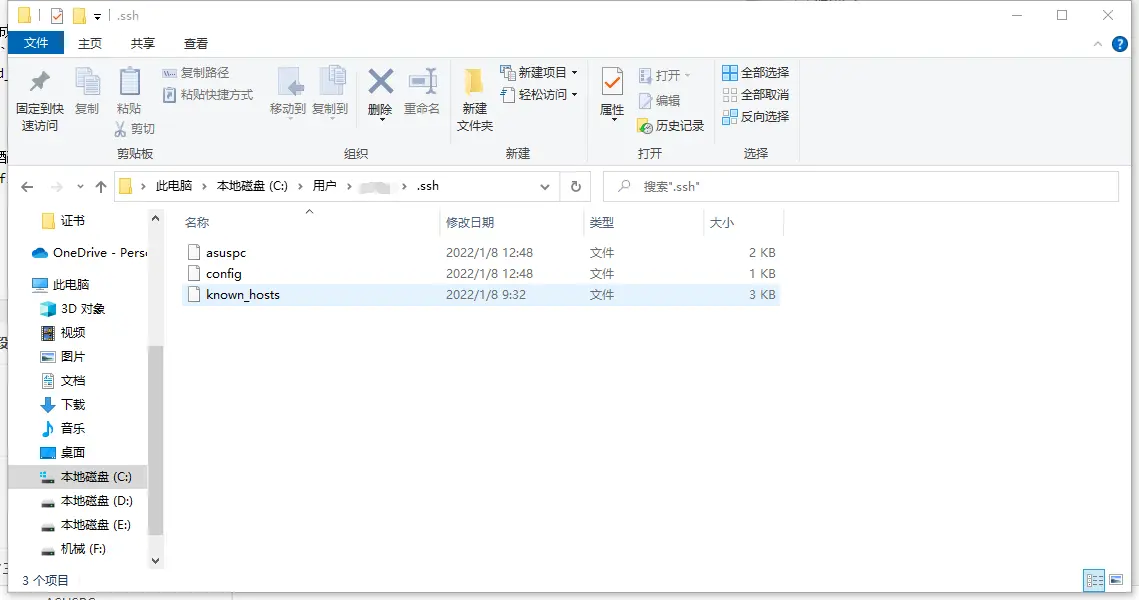 .ssh
文件 主页 共享 查看
固定到快速访问 复制 粘贴 复制路径 粘贴快捷方式 剪切 移动到 复制到 删除 重命名 新建文件夹 新建项目 轻松访问 属性 打开 编辑 历史记录 全部选择 全部取消 反向选择
剪贴板 组织 新建 打开 选择
此电脑 本地磁盘 (C:) 用户 .ssh 搜索".ssh"
名称 修改日期 类型 大小
asuspc 2022/1/8 12:48 文件 2 KB
config 2022/1/8 12:48 文件 1 KB
known_hosts 2022/1/8 9:32 文件 3 KB
证书
OneDrive - Perso
此电脑
3D 对象
视频
图片
文档
下载
音乐
桌面
本地磁盘 (C:)
本地磁盘 (D:)
本地磁盘 (E:)
机械 (F:)
3 个项目